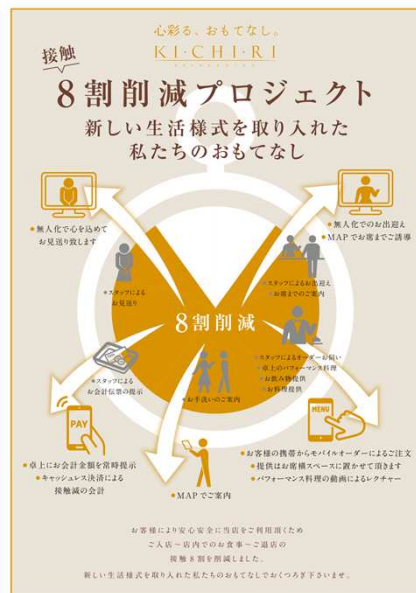 心彩る、おもてなし。
KICHIRI
接触
8割削減プロジェクト
新しい生活様式を取り入れた
私たちのおもてなし
●無人化で心を込めて
お見送り致します
●無人化でのお出迎え
●MAPでお席までご誘導
●スタッフによる
お見送り
●スタッフによるお出迎え
●お席までのご案内
8割削減
●スタッフによる
お会計伝票の提示
●お手洗いのご案内
●スタッフによるオーダーお伺い
●卓上のパフォーマンス料理
●お飲み物提供
●お料理提供
PAY
MENU
●卓上にお会計金額を常時提示
●キャッシュレス決済による
接触減の会計
●MAPでご案内
●お客様の携帯からモバイルオーダーによるご注文
●提供はお席横スペースに置かせて頂きます
●パフォーマンス料理の動画によるレクチャー
お客様により安心安全に当店をご利用頂くため
ご入店〜店内でのお食事〜ご退店の
接触8割を削減しました。
新しい生活様式を取り入れた私たちのおもてなしでおくつろぎ下さいませ。